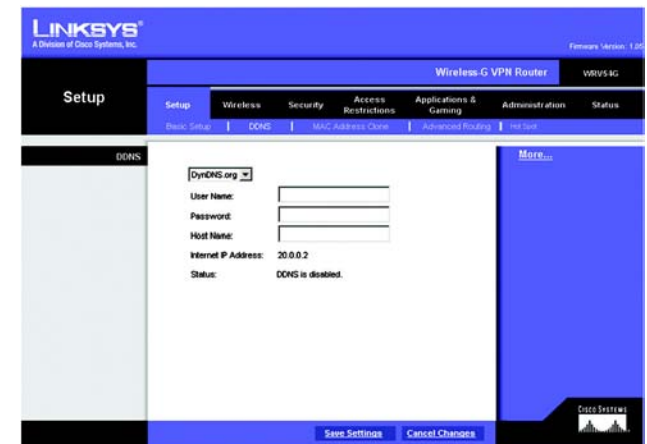 LINKSYS®
A Division of Cisco Systems, Inc.
Firmware Version: 1.05
Wireless-G VPN Router WRV54G
Setup
Setup Wireless Security Access Restrictions Applications & Gaming Administration Status
Basic Setup | DDNS | MAC Address Clone | Advanced Routing | Hot Spot
DDNS
More...
DynDNS.org
User Name:
Password:
Host Name:
Internet IP Address: 20.0.0.2
Status: DDNS is disabled.
CISCO SYSTEMS
Save Settings Cancel Changes